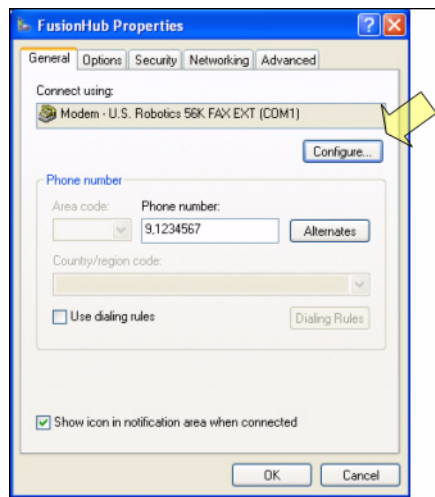 FusionHub Properties
General Options Security Networking Advanced
Connect using:
Modem - U.S. Robotics 56K FAX EXT (COM1)
Configure...
Phone number
Area code: Phone number:
9,1234567 Alternates
Country/region code:
Use dialing rules Dialing Rules
Show icon in notification area when connected
OK Cancel